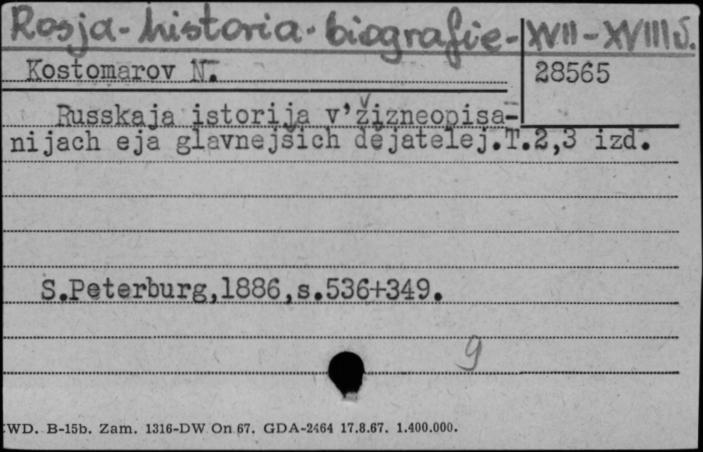 Rosja - historia - biografie - XVII - XVIII w.
Kostomarov N.
28565
Russkaja istorija v'žizneopisa-
nijach eja glavnejšich dejatelej.T.2,3 izd.
S.Peterburg,1886,s.536+349.
9
WD. B-15b. Zam. 1316-DW On 67. GDA-2464 17.8.67. 1.400.000.